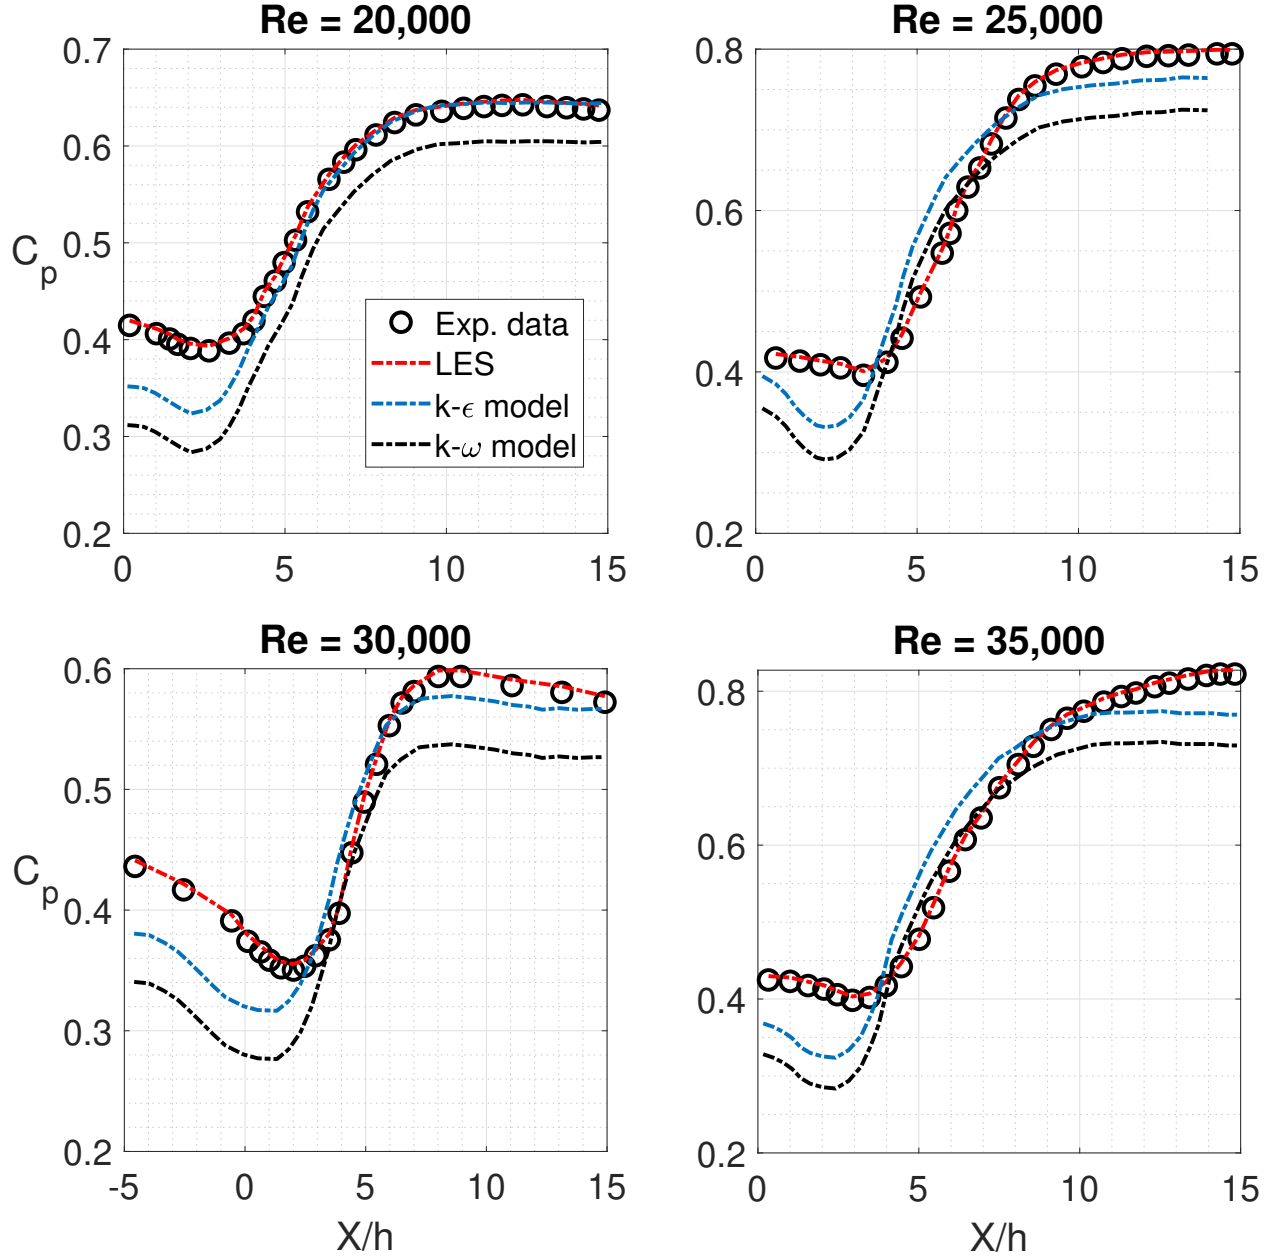 Re = 20,000
0.7
0.6
0.5
0.4
0.3
0.2
C_p
0 5 10 15
Exp. data
LES
k-ϵ model
k-ω model
Re = 25,000
0.8
0.6
0.4
0.2
0 5 10 15
Re = 30,000
0.6
0.5
0.4
0.3
0.2
C_p
-5 0 5 10 15
X/h
Re = 35,000
0.8
0.6
0.4
0.2
0 5 10 15
X/h